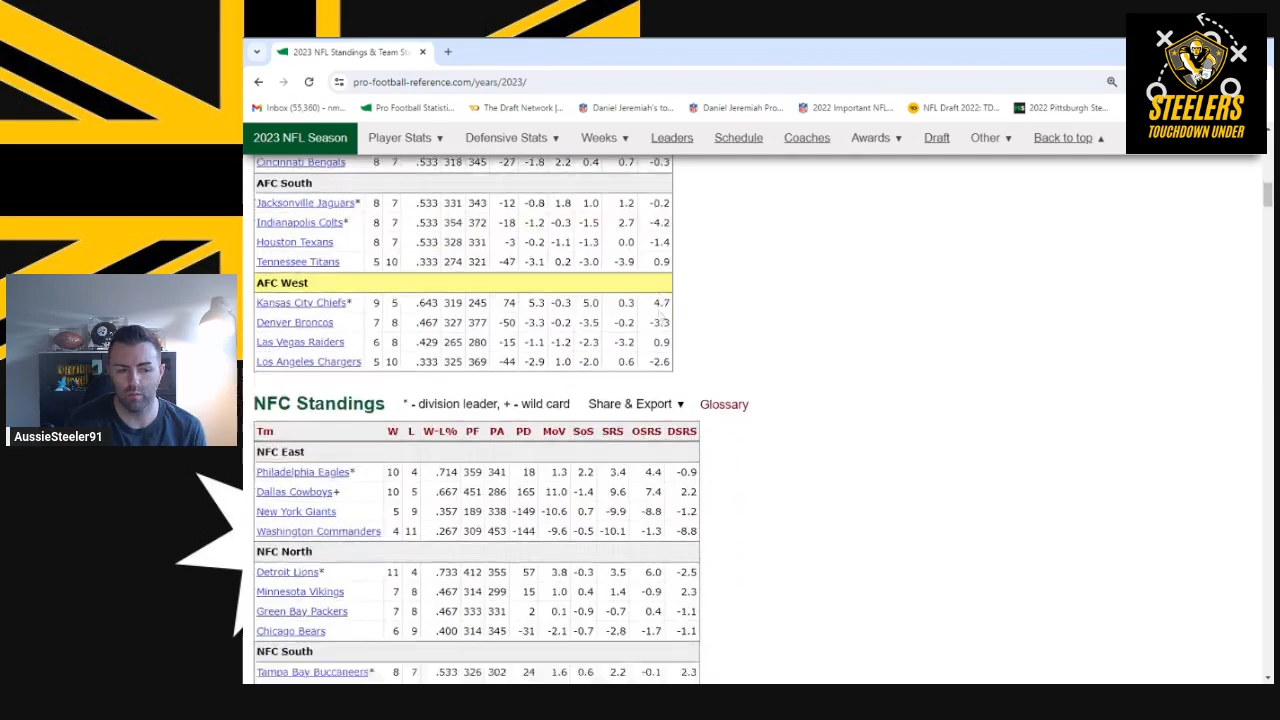 2023 NFL Standings & Team St
pro-football-reference.com/years/2023/
Inbox (55,360) - nm... Pro Football Statisti... The Draft Network |... Daniel Jeremiah's to... Daniel Jeremiah Pro... 2022 Important NFL... NFL Draft 2022: TD... 2022 Pittsburgh Ste...
2023 NFL Season Player Stats ▼ Defensive Stats ▼ Weeks ▼ Leaders Schedule Coaches Awards ▼ Draft Other ▼ Back to top ▲
STEELERS
TOUCHDOWN UNDER
Cincinnati Bengals 8 7 .533 318 345 -27 -1.8 2.2 0.4 0.7 -0.3
AFC South
Jacksonville Jaguars* 8 7 .533 331 343 -12 -0.8 1.8 1.0 1.2 -0.2
Indianapolis Colts* 8 7 .533 354 372 -18 -1.2 -0.3 -1.5 2.7 -4.2
Houston Texans 8 7 .533 328 331 -3 -0.2 -1.1 -1.3 0.0 -1.4
Tennessee Titans 5 10 .333 274 321 -47 -3.1 0.2 -3.0 -3.9 0.9
AFC West
Kansas City Chiefs* 9 5 .643 319 245 74 5.3 -0.3 5.0 0.3 4.7
Denver Broncos 7 8 .467 327 377 -50 -3.3 -0.2 -3.5 -0.2 -3.3
Las Vegas Raiders 6 8 .429 265 280 -15 -1.1 -1.2 -2.3 -3.2 0.9
Los Angeles Chargers 5 10 .333 325 369 -44 -2.9 1.0 -2.0 0.6 -2.6
NFC Standings * - division leader, + - wild card Share & Export ▼ Glossary
Tm W L W-L% PF PA PD MoV SoS SRS OSRS DSRS
NFC East
Philadelphia Eagles* 10 4 .714 359 341 18 1.3 2.2 3.4 4.4 -0.9
Dallas Cowboys+ 10 5 .667 451 286 165 11.0 -1.4 9.6 7.4 2.2
New York Giants 5 9 .357 189 338 -149 -10.6 0.7 -9.9 -8.8 -1.2
Washington Commanders 4 11 .267 309 453 -144 -9.6 -0.5 -10.1 -1.3 -8.8
NFC North
Detroit Lions* 11 4 .733 412 355 57 3.8 -0.3 3.5 6.0 -2.5
Minnesota Vikings 7 8 .467 314 299 15 1.0 0.4 1.4 -0.9 2.3
Green Bay Packers 7 8 .467 333 331 2 0.1 -0.9 -0.7 0.4 -1.1
Chicago Bears 6 9 .400 314 345 -31 -2.1 -0.7 -2.8 -1.7 -1.1
NFC South
Tampa Bay Buccaneers* 8 7 .533 326 302 24 1.6 0.6 2.2 -0.1 2.3
AussieSteeler91